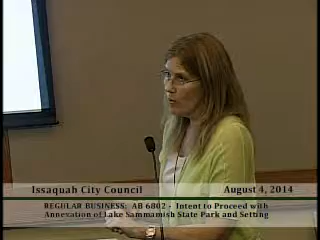 Issaquah City Council August 4, 2014
REGULAR BUSINESS: AB 6802 - Intent to Proceed with
Annexation of Lake Sammamish State Park and Setting